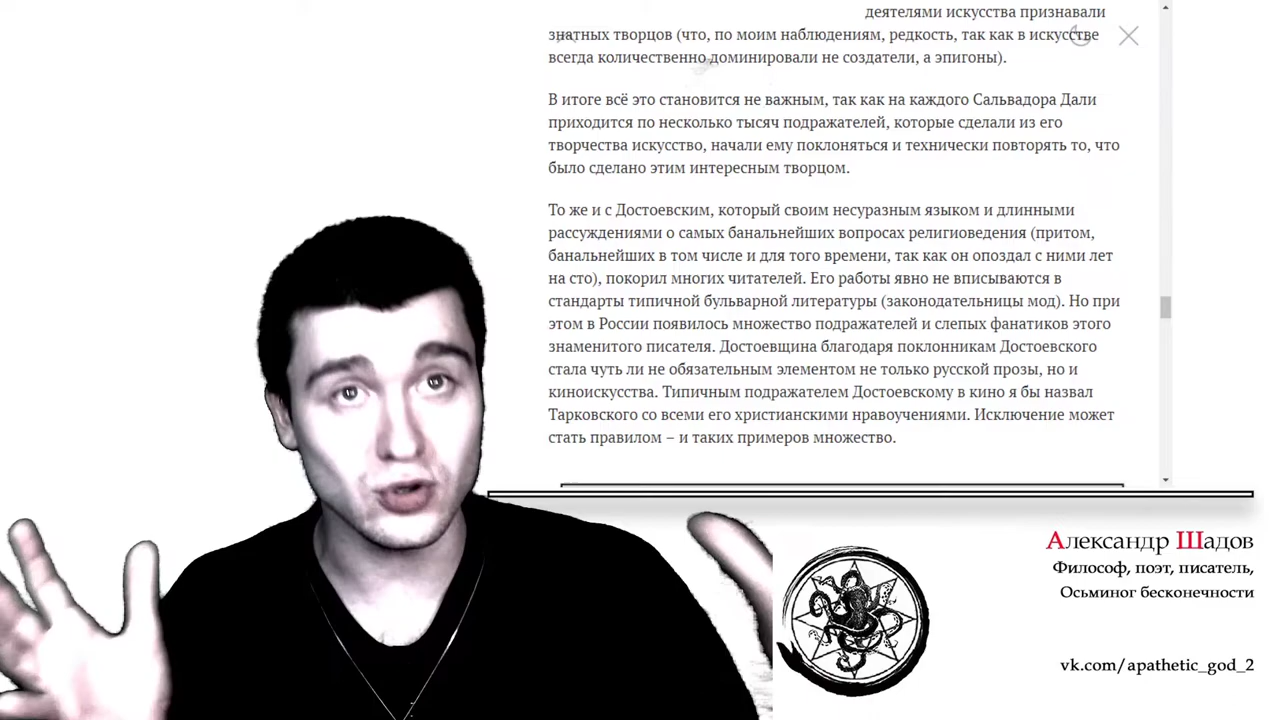 деятелями искусства признавали
знатных творцов (что, по моим наблюдениям, редкость, так как в искусстве
всегда количественно доминировали не создатели, а эпигоны).
В итоге всё это становится не важным, так как на каждого Сальвадора Дали
приходится по несколько тысяч подражателей, которые сделали из его
творчества искусство, начали ему поклоняться и технически повторять то, что
было сделано этим интересным творцом.
То же и с Достоевским, который своим несуразным языком и длинными
рассуждениями о самых банальнейших вопросах религиоведения (притом,
банальнейших в том числе и для того времени, так как он опоздал с ними лет
на сто), покорил многих читателей. Его работы явно не вписываются в
стандарты типичной бульварной литературы (законодательницы мод). Но при
этом в России появилось множество подражателей и слепых фанатиков этого
знаменитого писателя. Достоевщина благодаря поклонникам Достоевского
стала чуть ли не обязательным элементом не только русской прозы, но и
киноискусства. Типичным подражателем Достоевскому в кино я бы назвал
Тарковского со всеми его христианскими нравоучениями. Исключение может
стать правилом – и таких примеров множество.
Александр Шадов
Философ, поэт, писатель,
Осьминог бесконечности
vk.com/apathetic_god_2